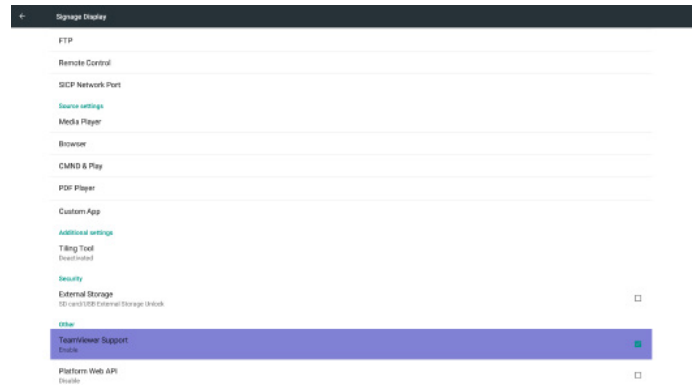 Signage Display
FTP
Remote Control
SICP Network Port
Source settings
Media Player
Browser
CMND & Play
PDF Player
Custom App
Additional settings
Tiling Tool
Deactivated
Security
External Storage
SD card/USB External Storage Unlock
Other
TeamViewer Support
Enable
Platform Web API
Disable